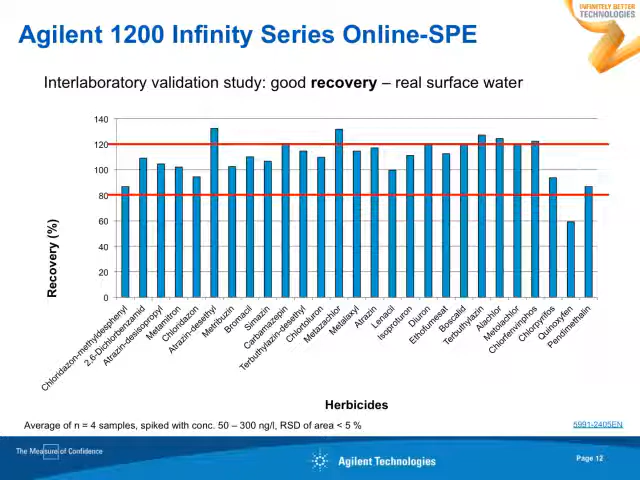 INFINITELY BETTER
TECHNOLOGIES
Agilent 1200 Infinity Series Online-SPE
Interlaboratory validation study: good recovery – real surface water
140
120
100
80
60
40
20
0
Recovery (%)
Chloridazon-methyldesphenyl
2,6-Dichlorbenzamid
Atrazin-desisopropyl
Metamitron
Chloridazon
Atrazin-desethyl
Metribuzin
Bromacil
Simazin
Carbamazepin
Terbuthylazin-desethyl
Chlortoluron
Metazachlor
Metalaxyl
Atrazin
Lenacil
Isoproturon
Diuron
Ethofumesat
Boscalid
Terbuthylazin
Alachlor
Metolachlor
Chlorfenvinphos
Chlorpyrifos
Quinoxyfen
Pendimethalin
Herbicides
Average of n = 4 samples, spiked with conc. 50 – 300 ng/l, RSD of area < 5 %
5991-2405EN
The Measure of Confidence
Agilent Technologies
Page 12